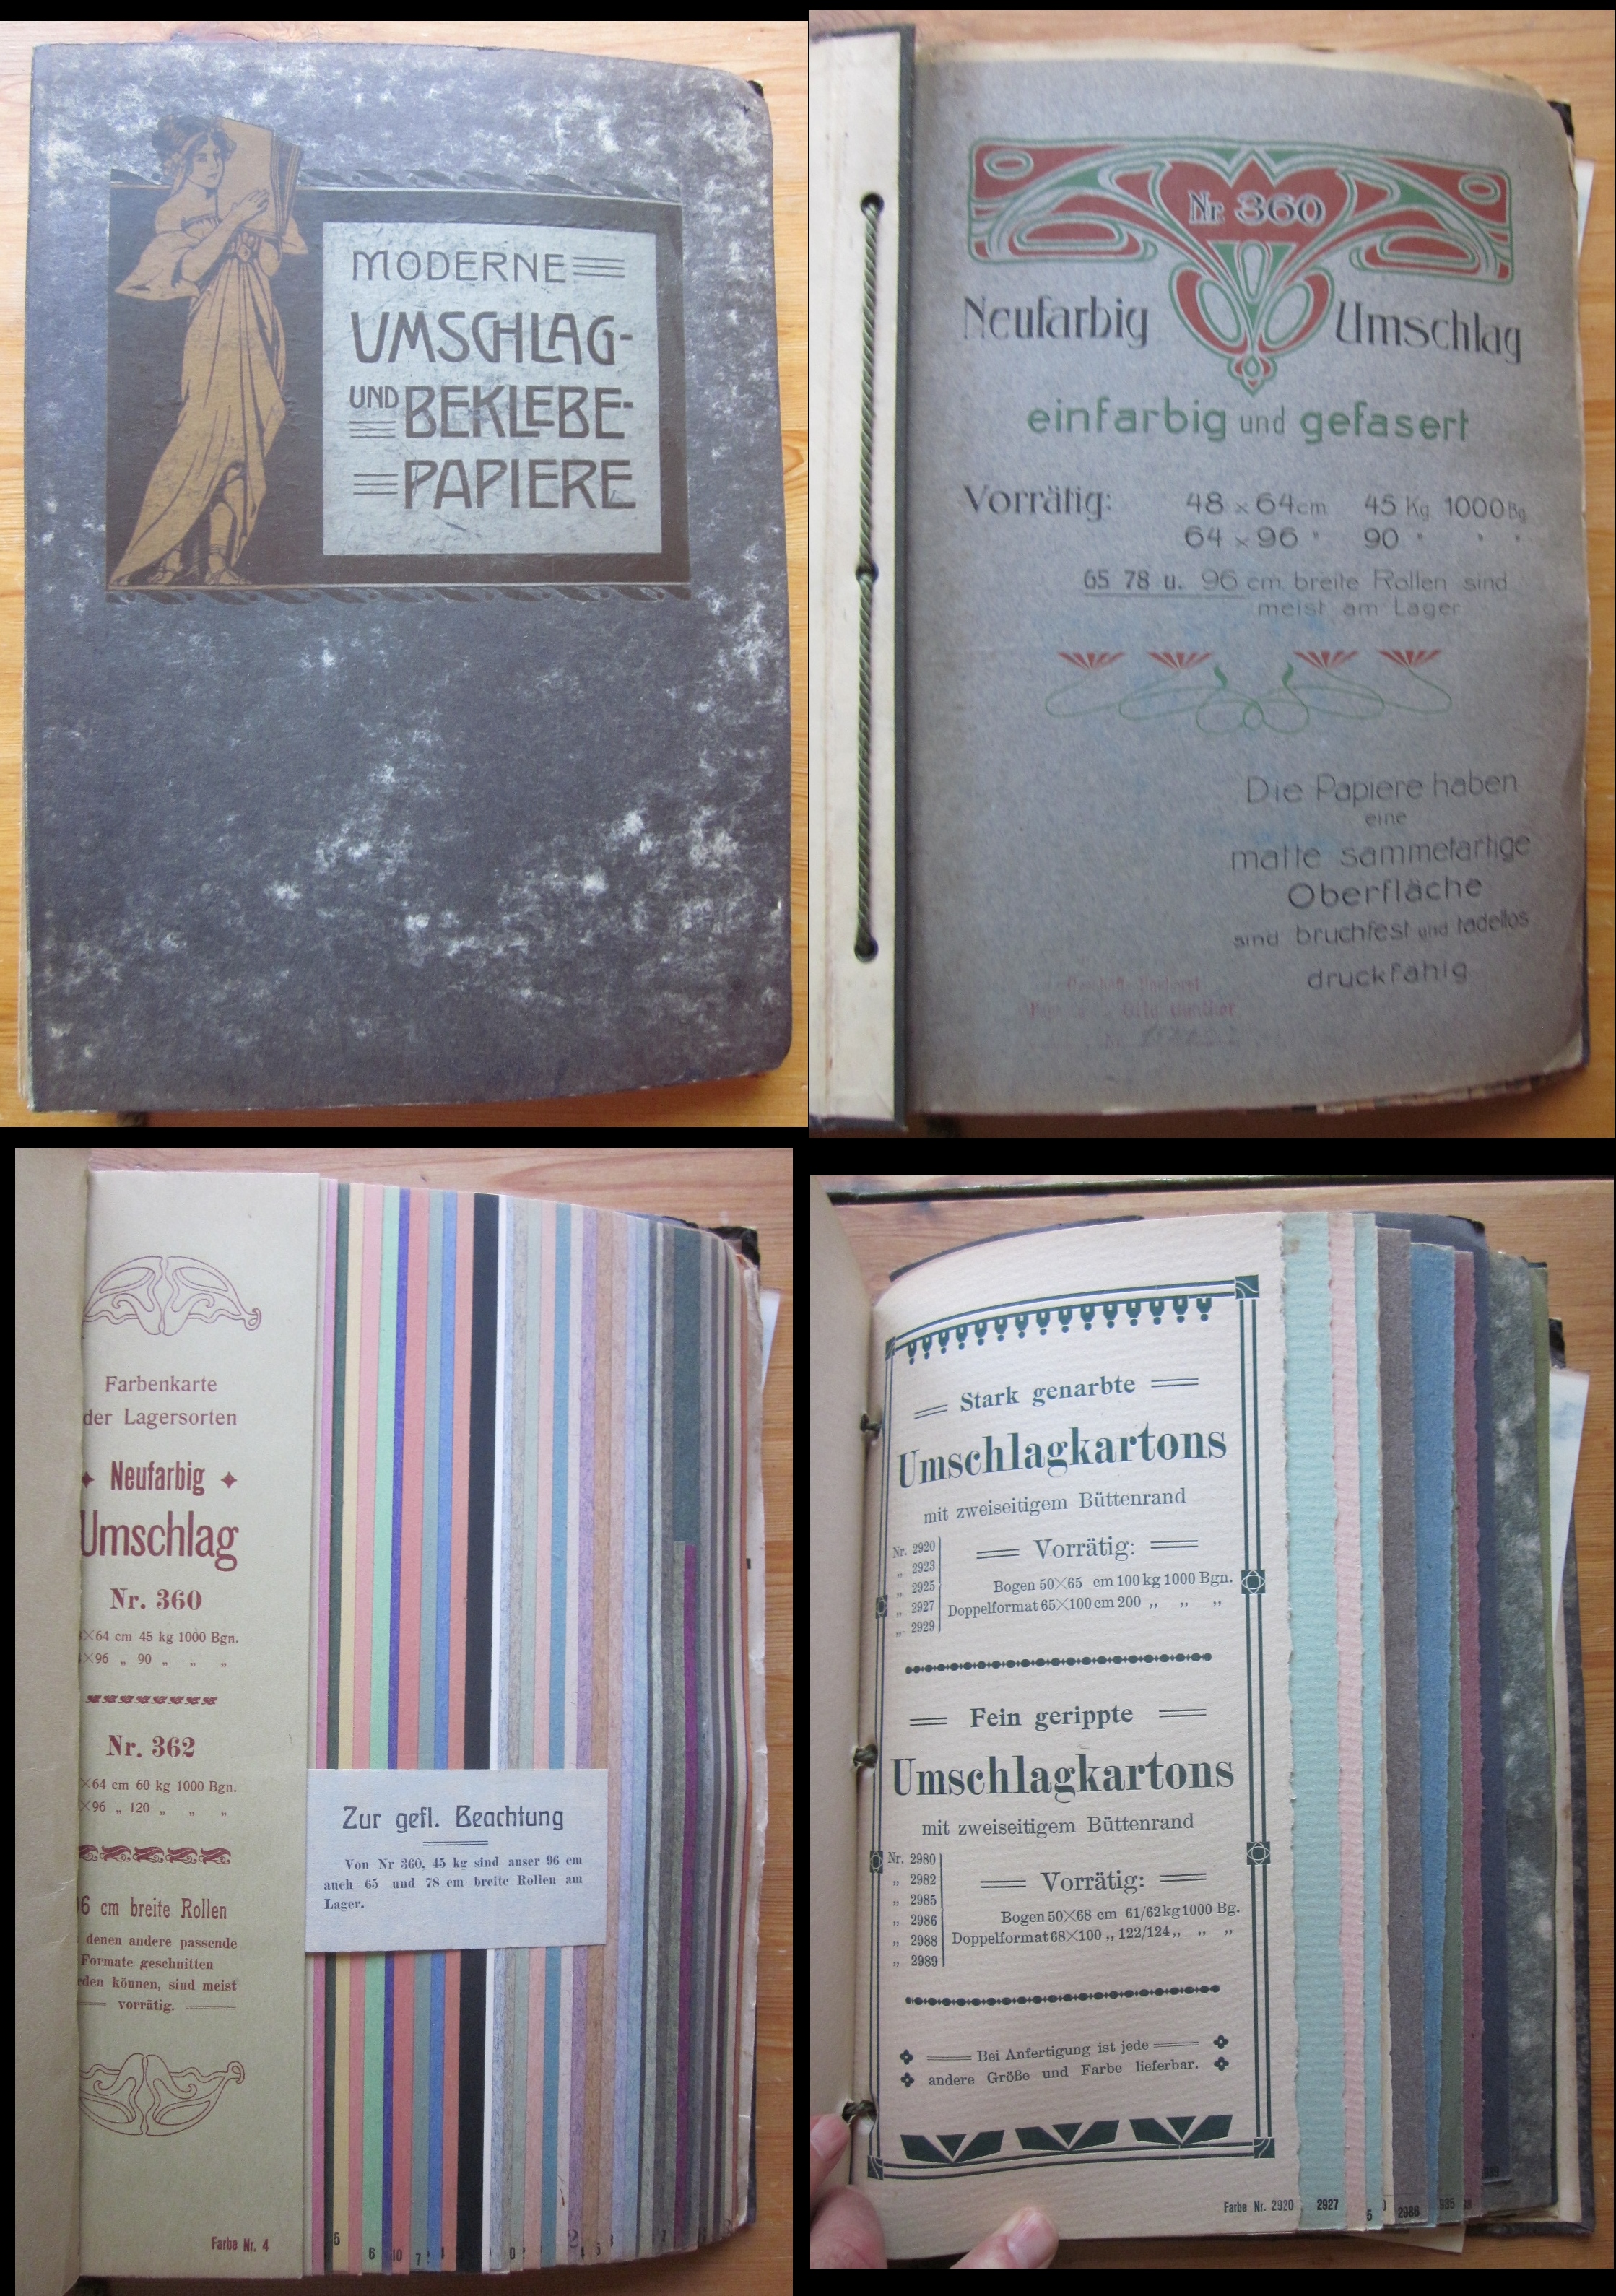 MODERNE
UMSCHLAG-
UND BEKLEBE-
PAPIERE
Nr. 360
Neufarbig Umschlag
einfarbig und gefasert
Vorrätig: 48 × 64 cm 45 Kg 1000 Bg.
64 × 96 " 90 " " "
65 78 u. 96 cm. breite Rollen sind
meist am Lager
Die Papiere haben
eine
matte sammetartige
Oberfläche
sind bruchfest und tadellos
druckfähig
Otto Günther
Farbenkarte
der Lagersorten
Neufarbig
Umschlag
Nr. 360
×64 cm 45 kg 1000 Bgn.
×96 „ 90 „ „ „
Nr. 362
×64 cm 60 kg 1000 Bgn.
×96 „ 120 „ „ „
6 cm breite Rollen
denen andere passende
Formate geschnitten
den können, sind meist
vorrätig.
Farbe Nr. 4
5
6
10
7
Zur gefl. Beachtung
Von Nr 360, 45 kg sind auser 96 cm
auch 65 und 78 cm breite Rollen am
Lager.
Stark genarbte
Umschlagkartons
mit zweiseitigem Büttenrand
Vorrätig:
Nr. 2920
„ 2923
„ 2925
„ 2927
„ 2929
Bogen 50×65 cm 100 kg 1000 Bgn.
Doppelformat 65×100 cm 200 „ „ „
Fein gerippte
Umschlagkartons
mit zweiseitigem Büttenrand
Vorrätig:
Nr. 2980
„ 2982
„ 2985
„ 2986
„ 2988
„ 2989
Bogen 50×68 cm 61/62 kg 1000 Bg.
Doppelformat 68×100 „ 122/124 „ „ „
Bei Anfertigung ist jede
andere Größe und Farbe lieferbar.
Farbe Nr. 2920
2927
5
2986
985